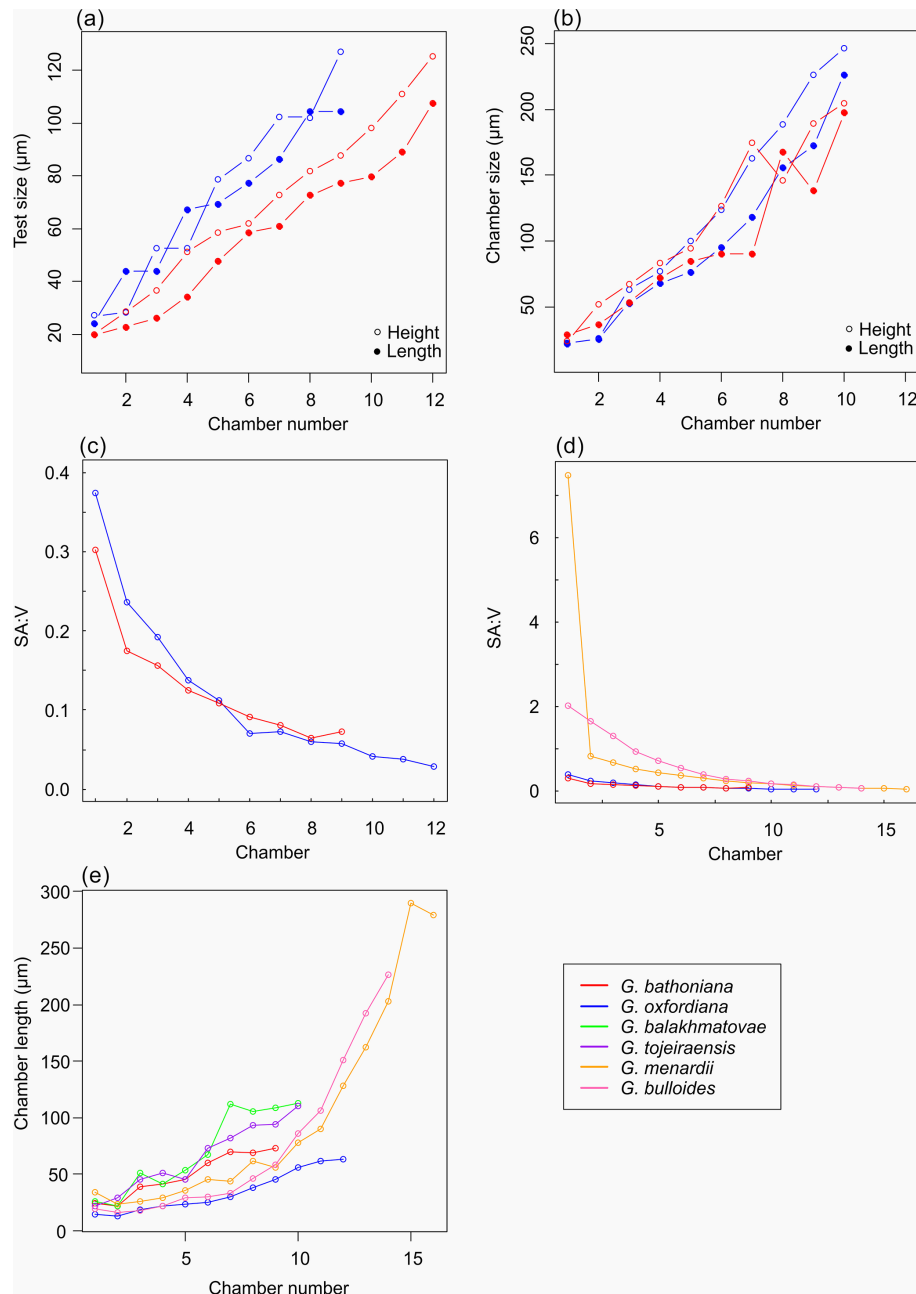 (a)
Test size (µm)
120
100
80
60
40
20
Height
Length
2 4 6 8 10 12
Chamber number
(b)
Chamber size (µm)
250
200
150
100
50
Height
Length
2 4 6 8 10 12
Chamber number
(c)
SA:V
0.4
0.3
0.2
0.1
0.0
2 4 6 8 10 12
Chamber
(d)
SA:V
6
4
2
0
5 10 15
Chamber
(e)
Chamber length (µm)
300
250
200
150
100
50
0
5 10 15
Chamber number
G. bathoniana
G. oxfordiana
G. balakhmatovae
G. tojeiraensis
G. menardii
G. bulloides